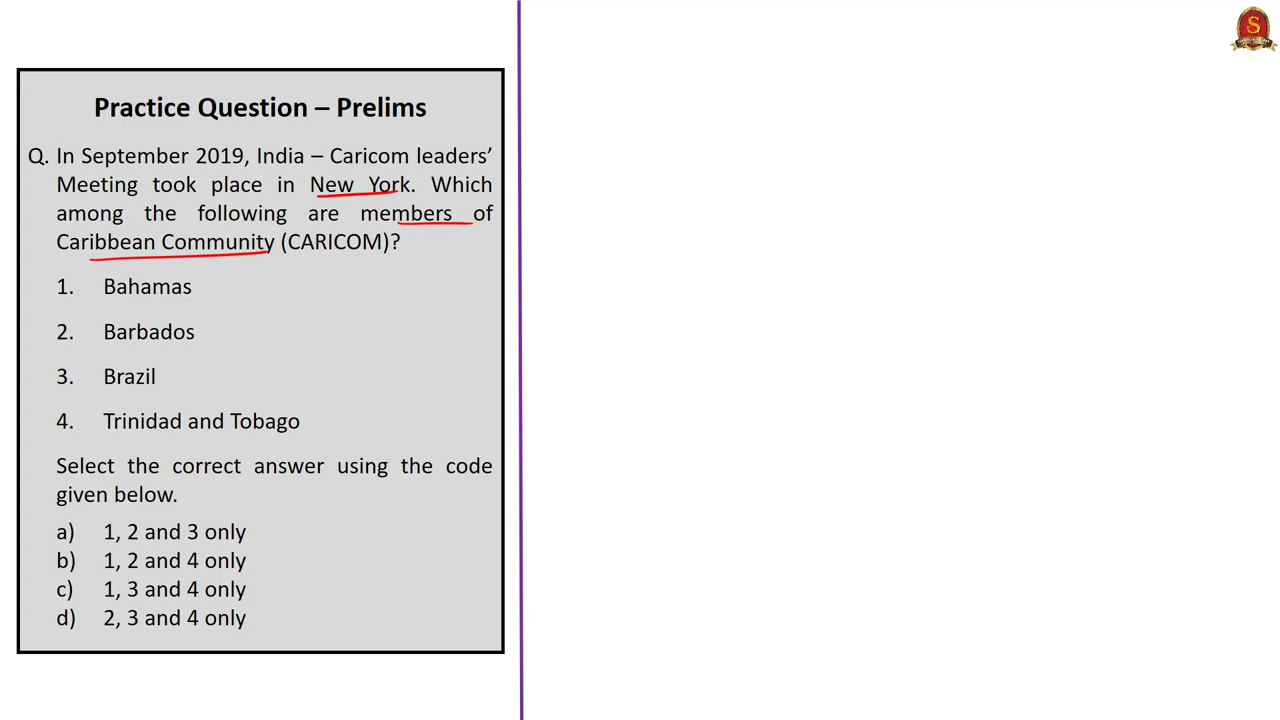 Practice Question – Prelims
Q. In September 2019, India – Caricom leaders’
Meeting took place in New York. Which
among the following are members of
Caribbean Community (CARICOM)?
1. Bahamas
2. Barbados
3. Brazil
4. Trinidad and Tobago
Select the correct answer using the code
given below.
a) 1, 2 and 3 only
b) 1, 2 and 4 only
c) 1, 3 and 4 only
d) 2, 3 and 4 only
S